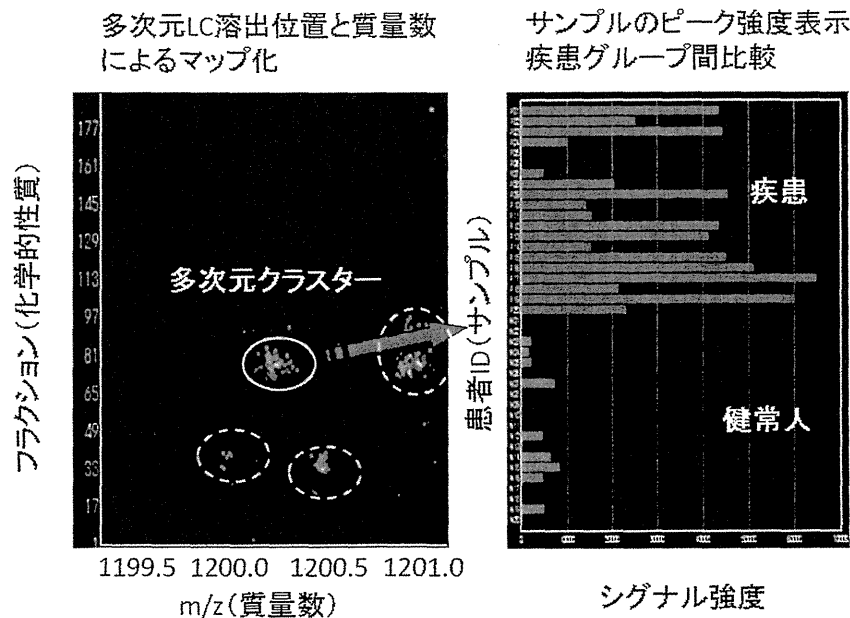 多次元LC溶出位置と質量数
によるマップ化
サンプルのピーク強度表示
疾患グループ間比較
フラクション(化学的性質)
177
161
145
129
113
97
81
65
49
33
17
1
多次元クラスター
1199.5 1200.0 1200.5 1201.0
m/z(質量数)
患者ID(サンプル)
疾患
健常人
シグナル強度